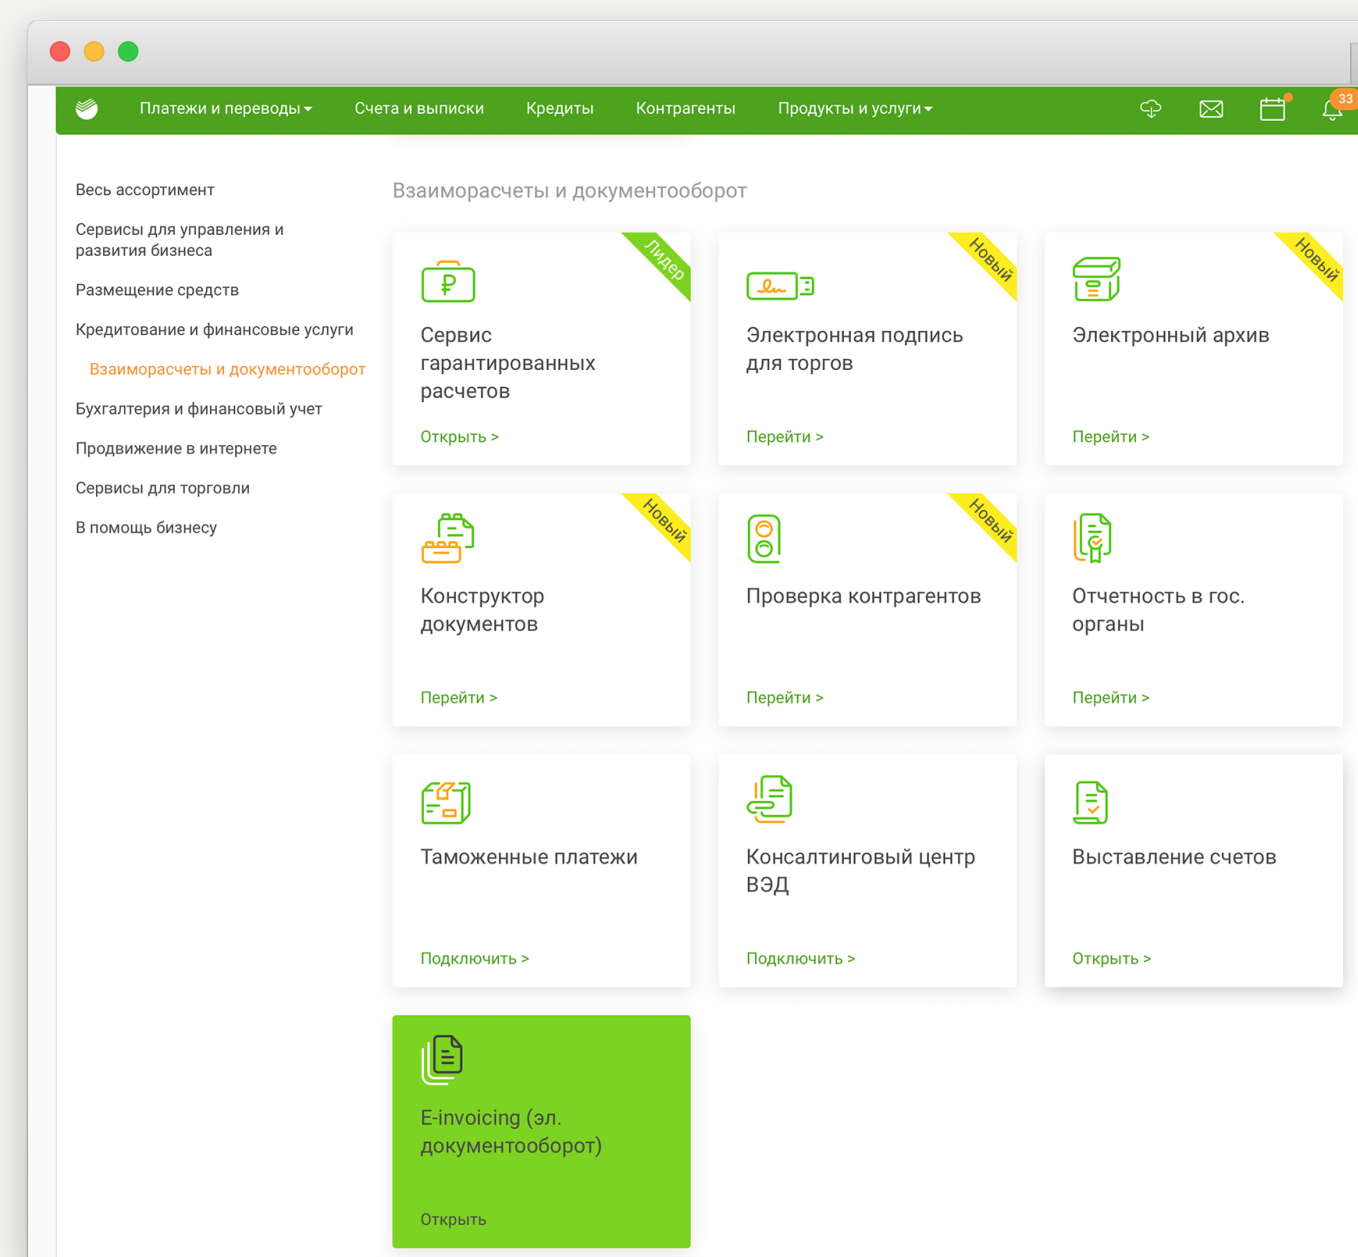 Платежи и переводы
Счета и выписки
Кредиты
Контрагенты
Продукты и услуги
33
Весь ассортимент
Сервисы для управления и
развития бизнеса
Размещение средств
Кредитование и финансовые услуги
Взаиморасчеты и документооборот
Бухгалтерия и финансовый учет
Продвижение в интернете
Сервисы для торговли
В помощь бизнесу
Взаиморасчеты и документооборот
Лидер
Сервис
гарантированных
расчетов
Открыть >
Новый
Электронная подпись
для торгов
Перейти >
Новый
Электронный архив
Перейти >
Новый
Конструктор
документов
Перейти >
Новый
Проверка контрагентов
Перейти >
Отчетность в гос.
органы
Перейти >
Таможенные платежи
Подключить >
Консалтинговый центр
ВЭД
Подключить >
Выставление счетов
Открыть >
E-invoicing (эл.
документооборот)
Открыть